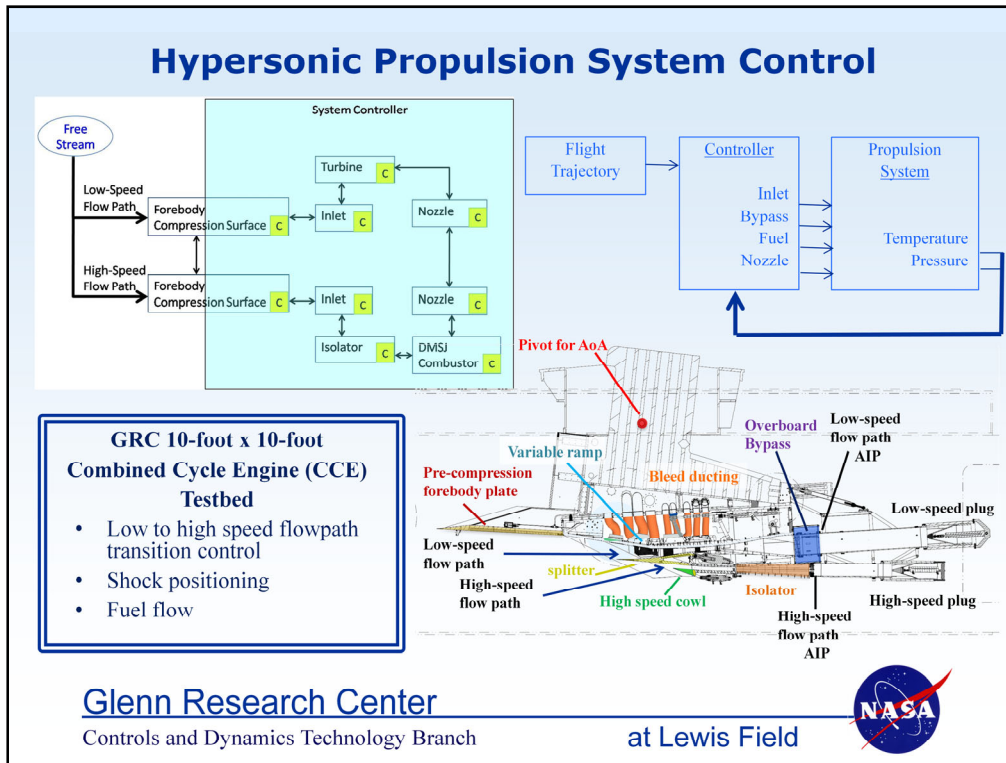 Hypersonic Propulsion System Control
System Controller
Free
Stream
Low-Speed
Flow Path
High-Speed
Flow Path
Forebody
Compression Surface C
Inlet C
Turbine C
Nozzle C
Forebody
Compression Surface C
Inlet C
Isolator C
DMSJ
Combustor C
Nozzle C
Flight
Trajectory
Controller
Inlet
Bypass
Fuel
Nozzle
Propulsion
System
Temperature
Pressure
GRC 10-foot x 10-foot
Combined Cycle Engine (CCE)
Testbed
• Low to high speed flowpath
transition control
• Shock positioning
• Fuel flow
Pivot for AoA
Variable ramp
Pre-compression
forebody plate
Bleed ducting
Overboard
Bypass
Low-speed
flow path
AIP
Low-speed plug
Low-speed
flow path
splitter
High-speed
flow path
High speed cowl
Isolator
High-speed plug
High-speed
flow path
AIP
Glenn Research Center
Controls and Dynamics Technology Branch
at Lewis Field
NASA